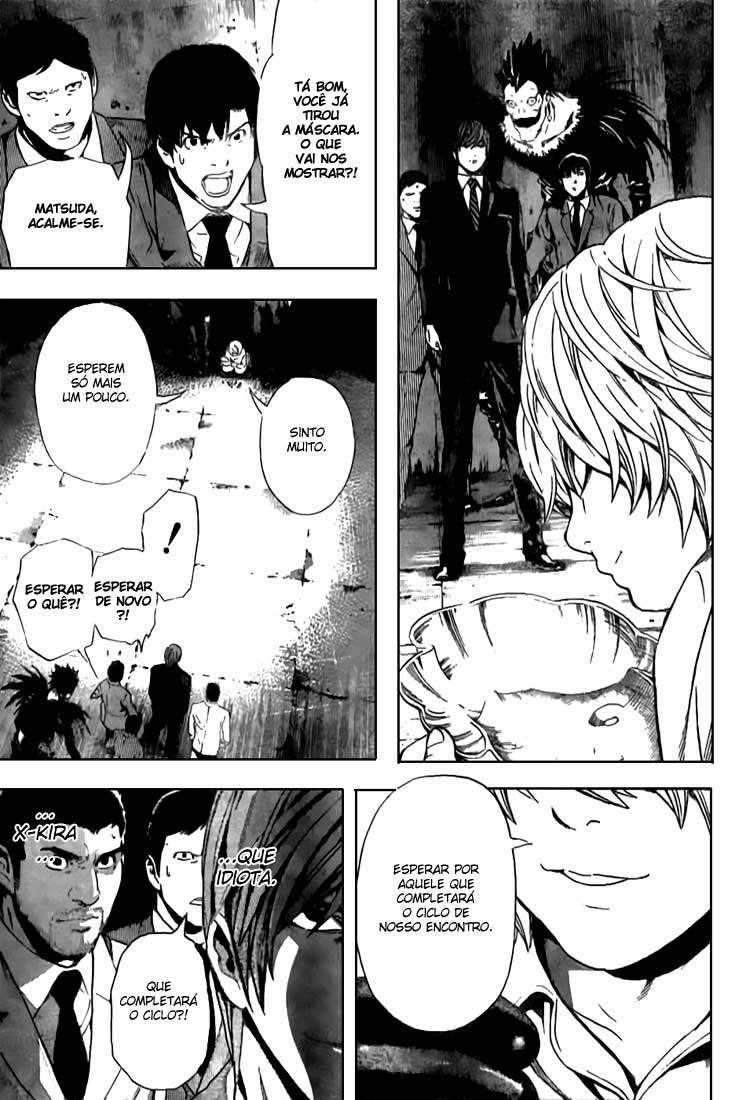 TÁ BOM,
VOCÊ JÁ
TIROU
A MÁSCARA.
O QUE
VAI NOS
MOSTRAR?!
MATSUDA,
ACALME-SE.
SINTO
MUITO.
ESPEREM
SÓ MAIS
UM POUCO.
!
ESPERAR
DE NOVO
?!
ESPERAR
O QUÊ?!
ESPERAR POR
AQUELE QUE
COMPLETARÁ
O CICLO DE
NOSSO ENCONTRO.
...QUE
IDIOTA.
QUE
COMPLETARÁ
O CICLO?!
...
X-KIRA
...